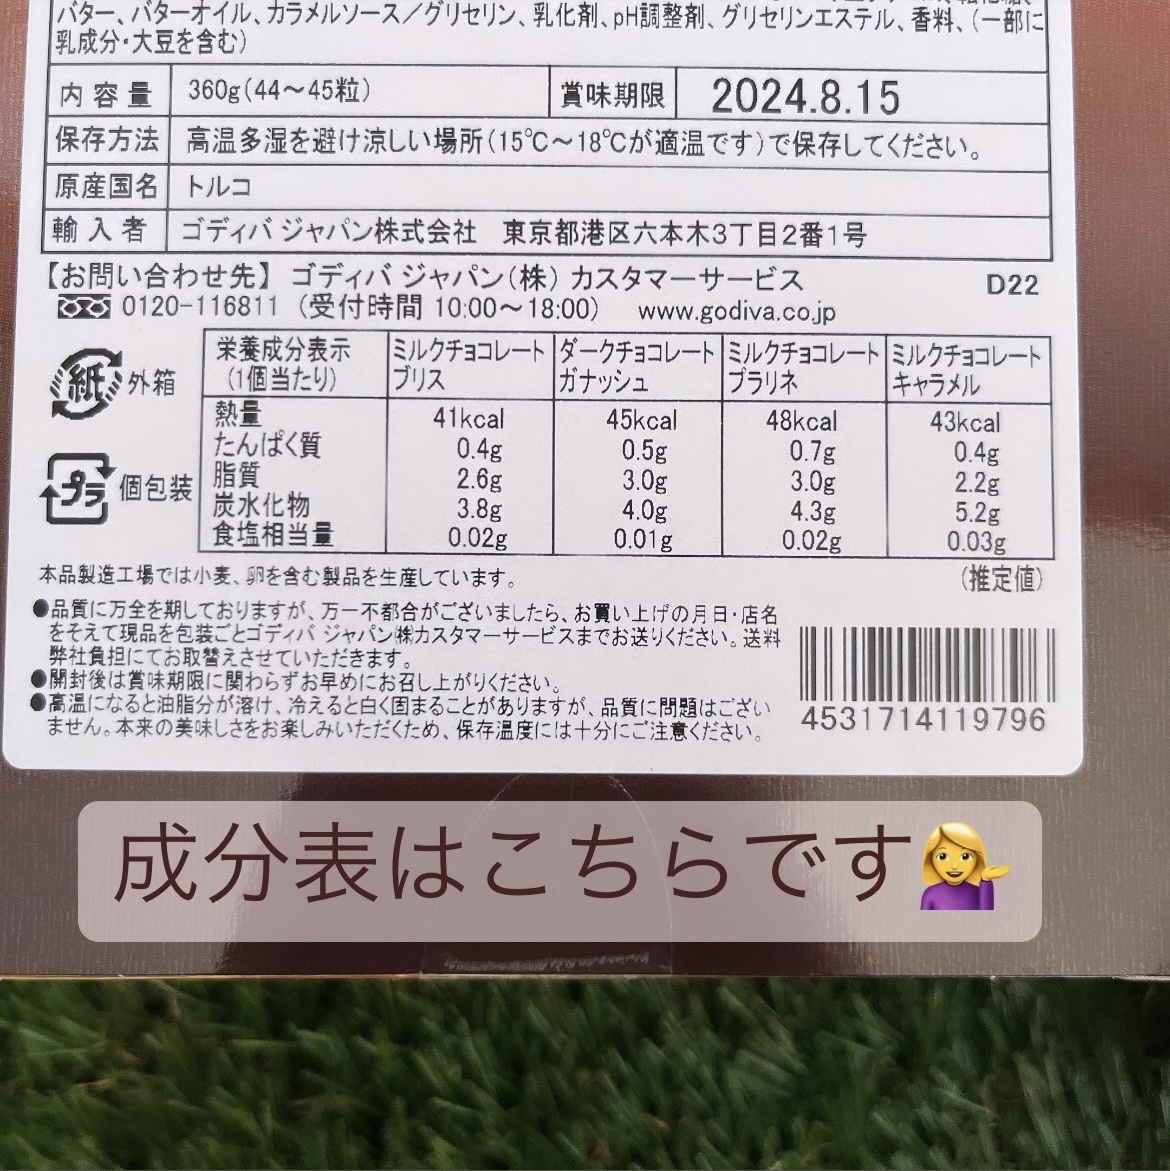 バター、バターオイル、カラメルソース／グリセリン、乳化剤、pH調整剤、グリセリンエステル、香料、（一部に
乳成分・大豆を含む）
内容量 360g（44～45粒） 賞味期限 2024.8.15
保存方法 高温多湿を避け涼しい場所（15℃～18℃が適温です）で保存してください。
原産国名 トルコ
輸入者 ゴディバ ジャパン株式会社 東京都港区六本木3丁目2番1号
【お問い合わせ先】 ゴディバ ジャパン（株） カスタマーサービス D22
0120-116811 （受付時間 10:00～18:00） www.godiva.co.jp
紙 外箱
プラ 個包装
栄養成分表示 ミルクチョコレート ダークチョコレート ミルクチョコレート ミルクチョコレート
（1個当たり） ブリス ガナッシュ プラリネ キャラメル
熱量 41kcal 45kcal 48kcal 43kcal
たんぱく質 0.4g 0.5g 0.7g 0.4g
脂質 2.6g 3.0g 3.0g 2.2g
炭水化物 3.8g 4.0g 4.3g 5.2g
食塩相当量 0.02g 0.01g 0.02g 0.03g
（推定値）
本品製造工場では小麦、卵を含む製品を生産しています。
●品質に万全を期しておりますが、万一不都合がございましたら、お買い上げの月日・店名
をそえて現品を包装ごとゴディバ ジャパン㈱カスタマーサービスまでお送りください。送料
弊社負担にてお取替えさせていただきます。
●開封後は賞味期限に関わらずお早めにお召し上がりください。
●高温になると油脂分が溶け、冷えると白く固まることがありますが、品質に問題はござい
ません。本来の美味しさをお楽しみいただくため、保存温度には十分にご注意ください。
4531714119796
成分表はこちらです💁‍♀️